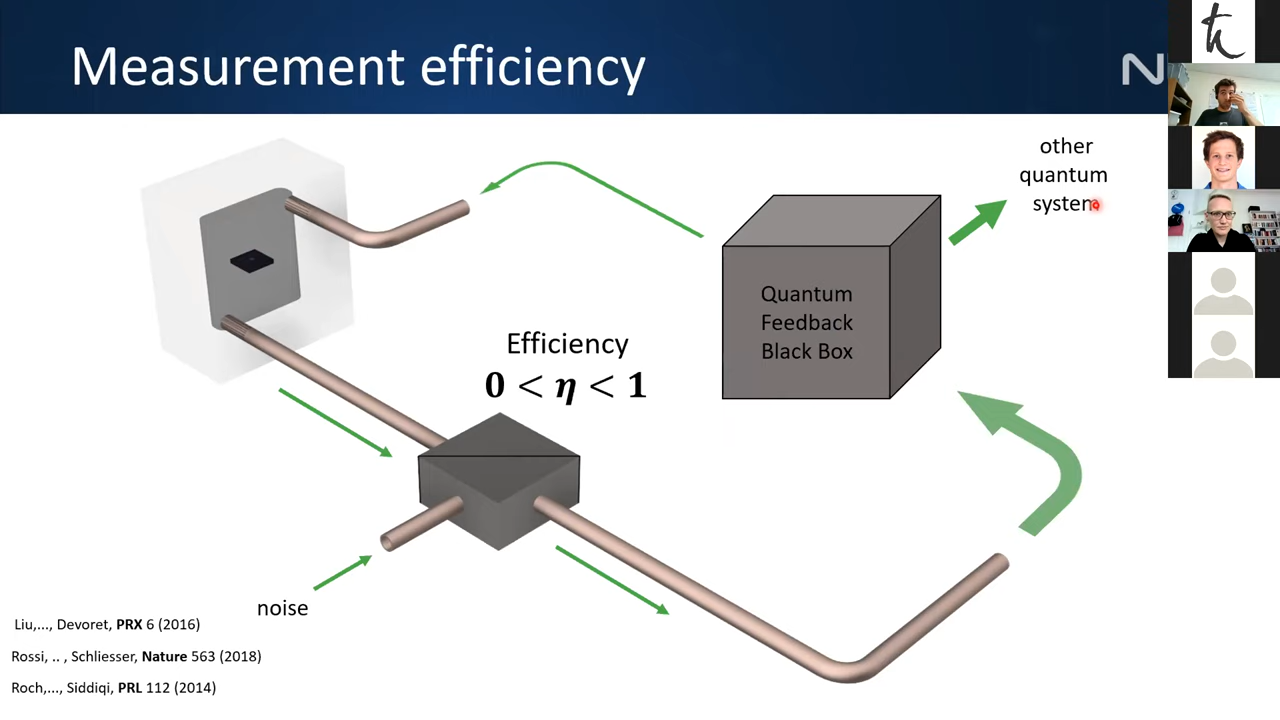 Measurement efficiency
N
other
quantum
system
Quantum
Feedback
Black Box
Efficiency
0 < η < 1
noise
Liu,..., Devoret, PRX 6 (2016)
Rossi, .. , Schliesser, Nature 563 (2018)
Roch,..., Siddiqi, PRL 112 (2014)